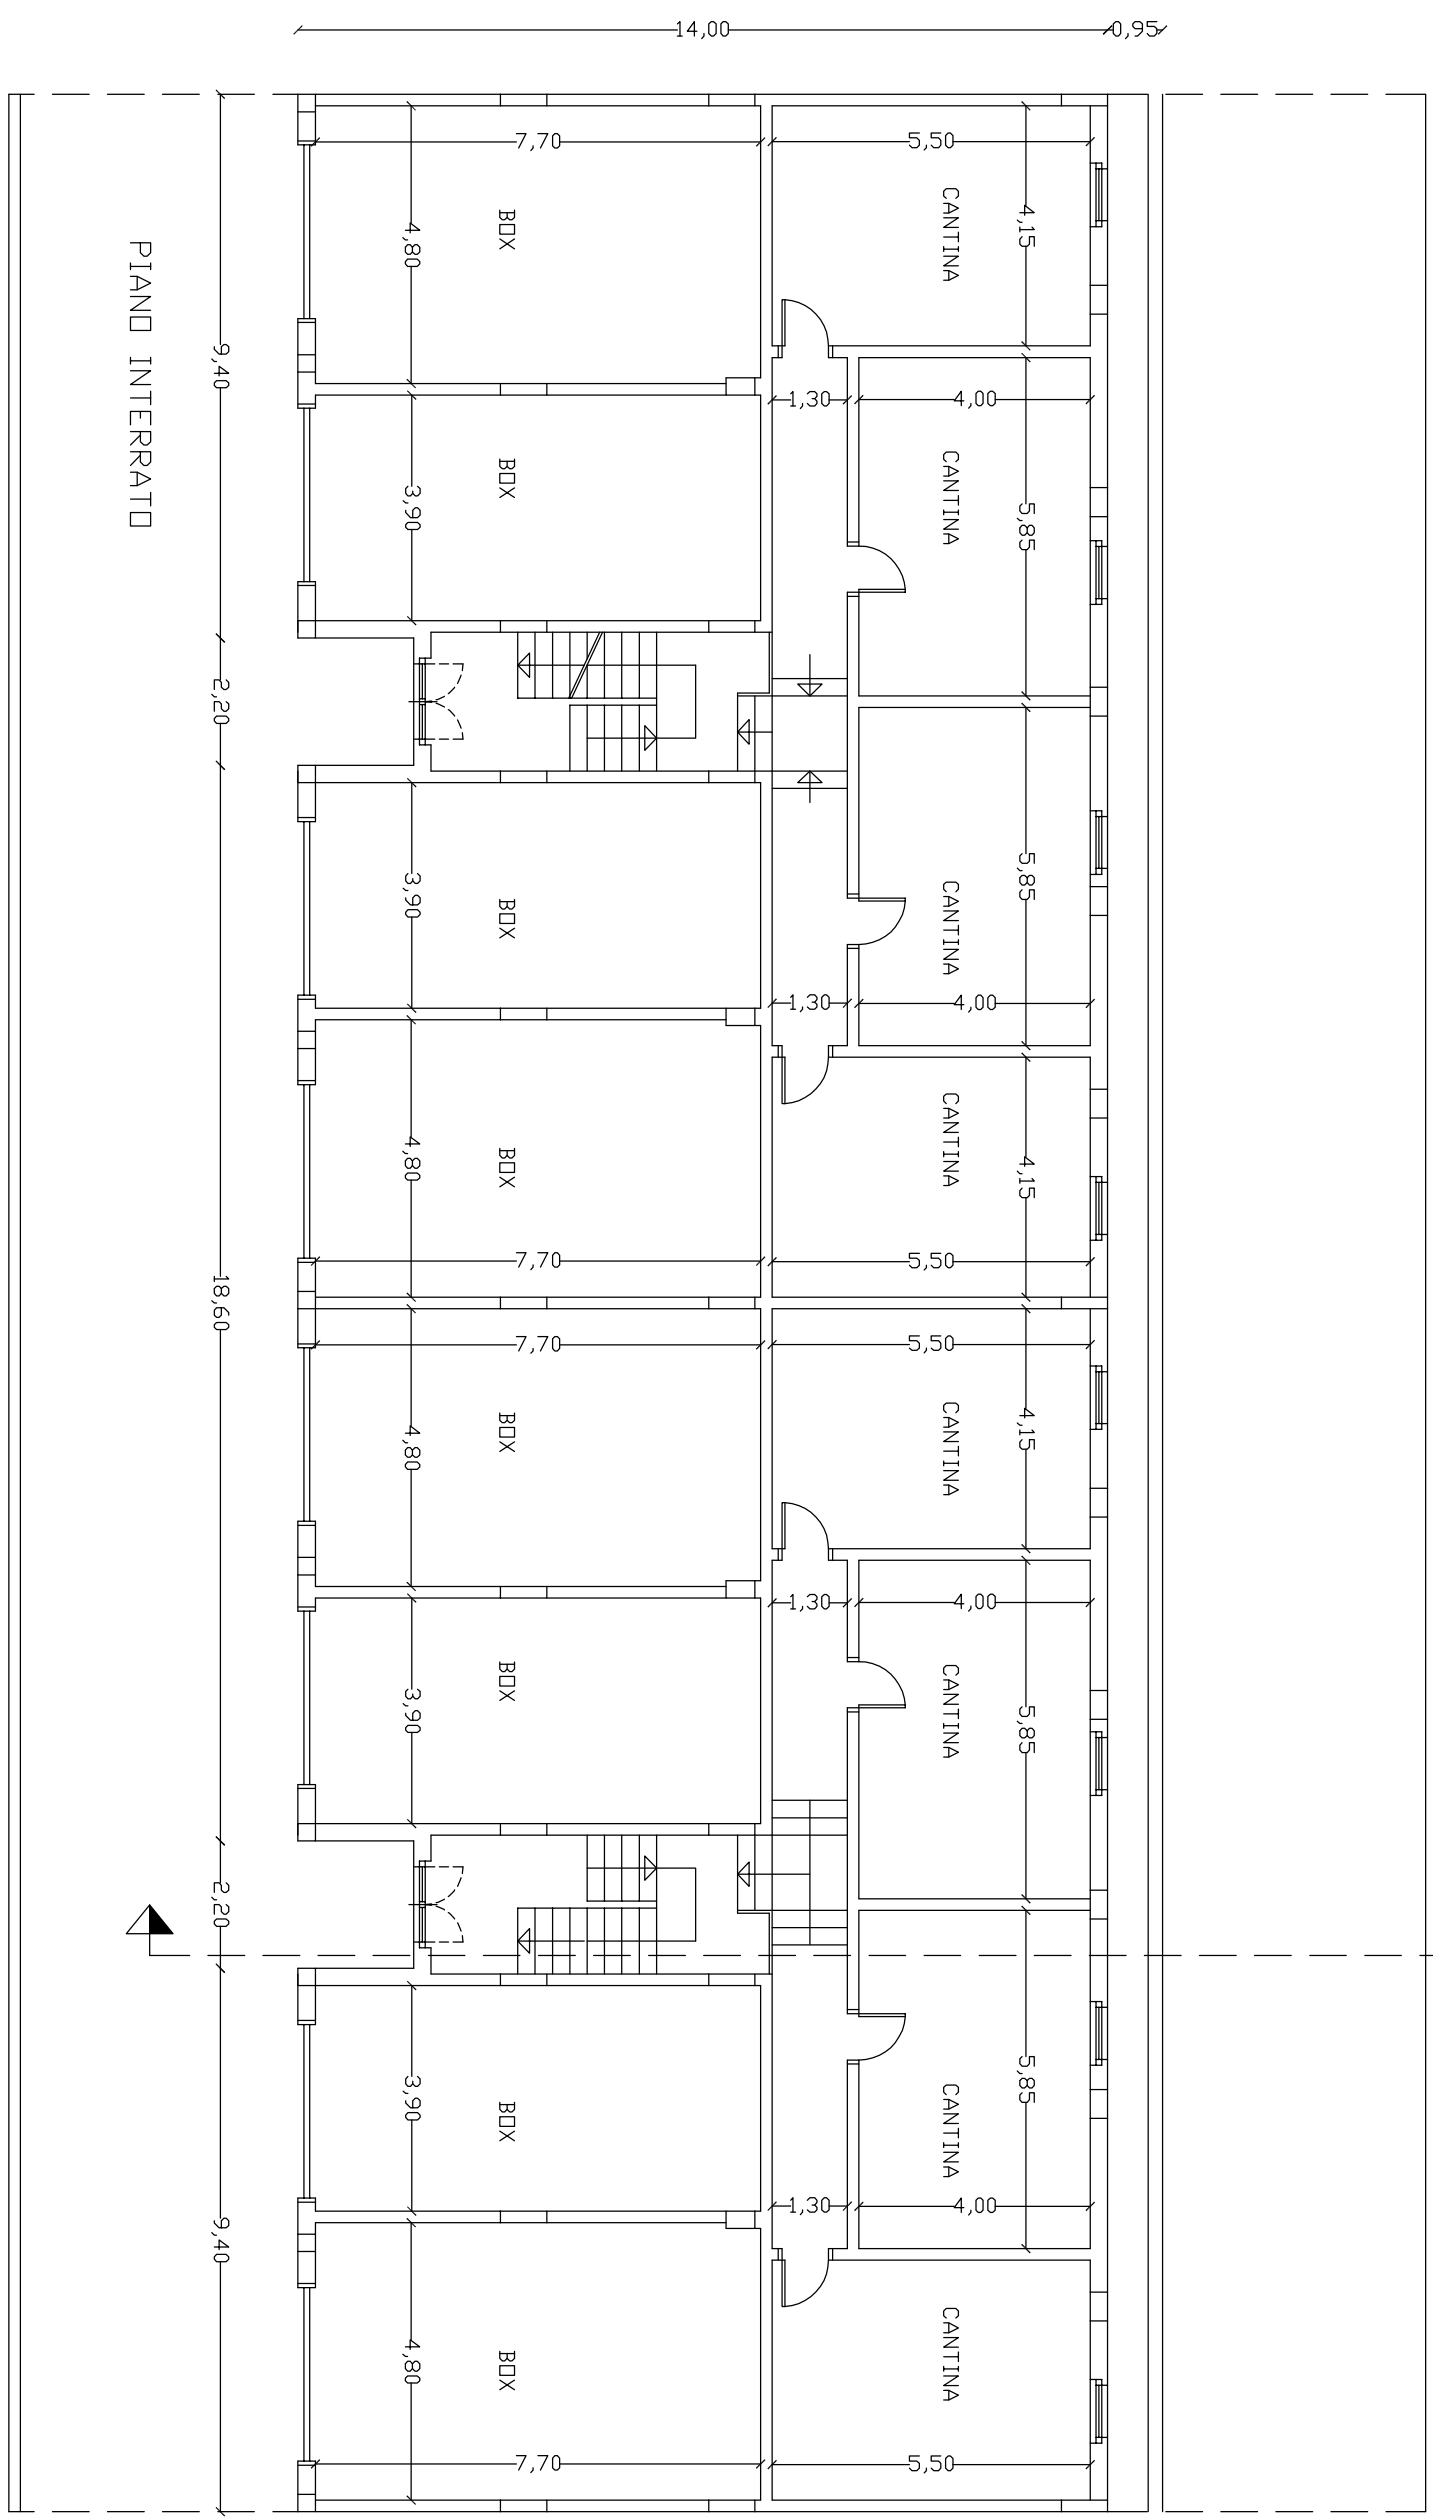 14,00
0,95
7,70
5,50
4,80
BOX
CANTINA
4,15
PIANO INTERRATO
9,40
1,30
4,00
3,90
BOX
CANTINA
5,85
2,20
3,90
BOX
CANTINA
5,85
1,30
4,00
4,80
BOX
CANTINA
4,15
7,70
5,50
18,60
7,70
5,50
4,80
BOX
CANTINA
4,15
1,30
4,00
3,90
BOX
CANTINA
5,85
2,20
3,90
BOX
CANTINA
5,85
1,30
4,00
9,40
4,80
BOX
CANTINA
7,70
5,50